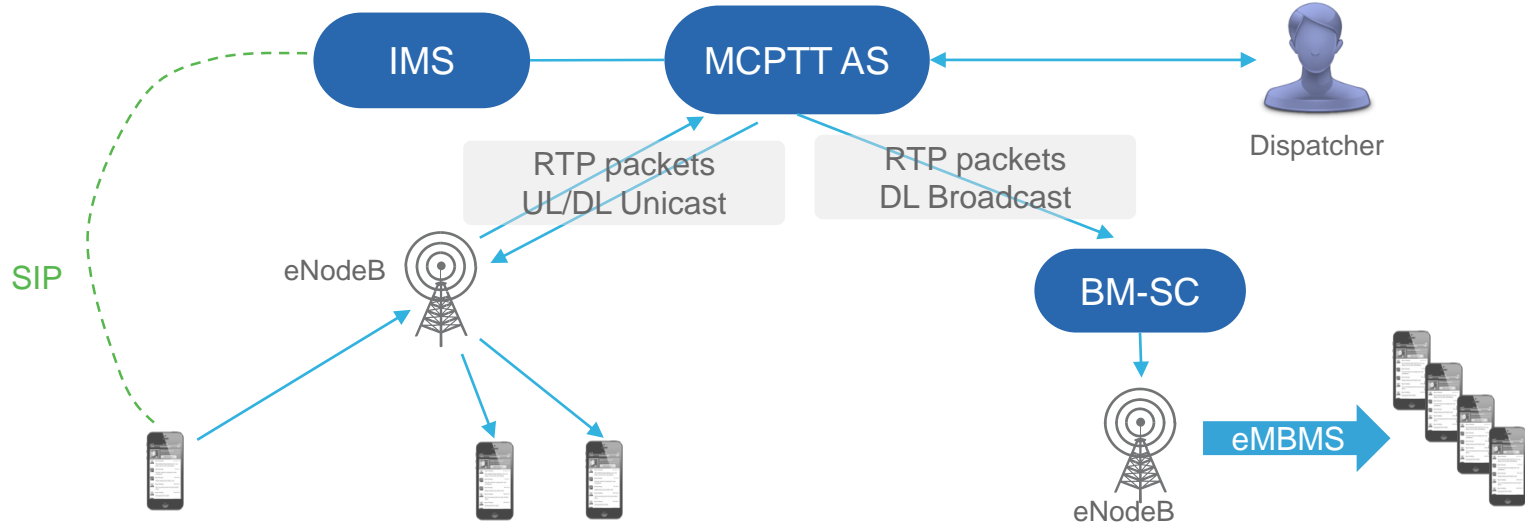 IMS
MCPTT AS
Dispatcher
RTP packets
UL/DL Unicast
RTP packets
DL Broadcast
SIP
eNodeB
BM-SC
eMBMS
eNodeB